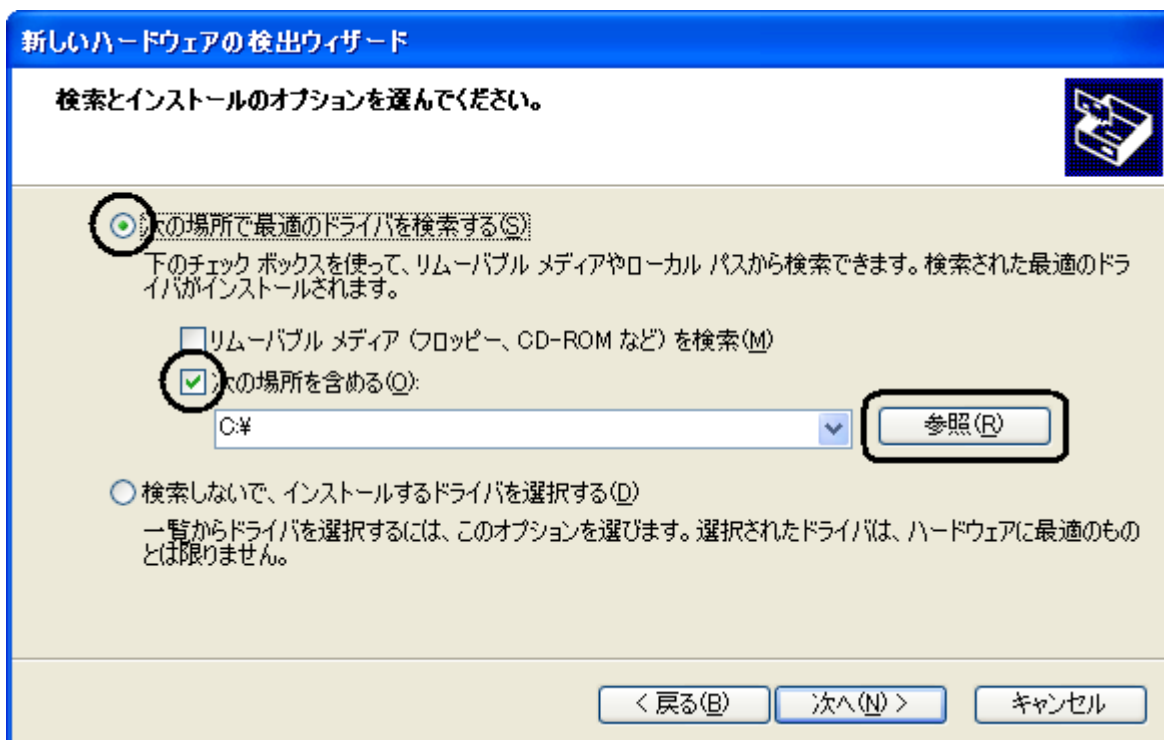 新しいハードウェアの検出ウィザード
検索とインストールのオプションを選んでください。
次の場所で最適のドライバを検索する(S)
下のチェック ボックスを使って、リムーバブル メディアやローカル パスから検索できます。検索された最適のドラ
イバがインストールされます。
リムーバブル メディア (フロッピー、CD-ROM など) を検索(M)
次の場所を含める(O):
C:¥
参照(R)
検索しないで、インストールするドライバを選択する(D)
一覧からドライバを選択するには、このオプションを選びます。選択されたドライバは、ハードウェアに最適のもの
とは限りません。
< 戻る(B)
次へ(N) >
キャンセル